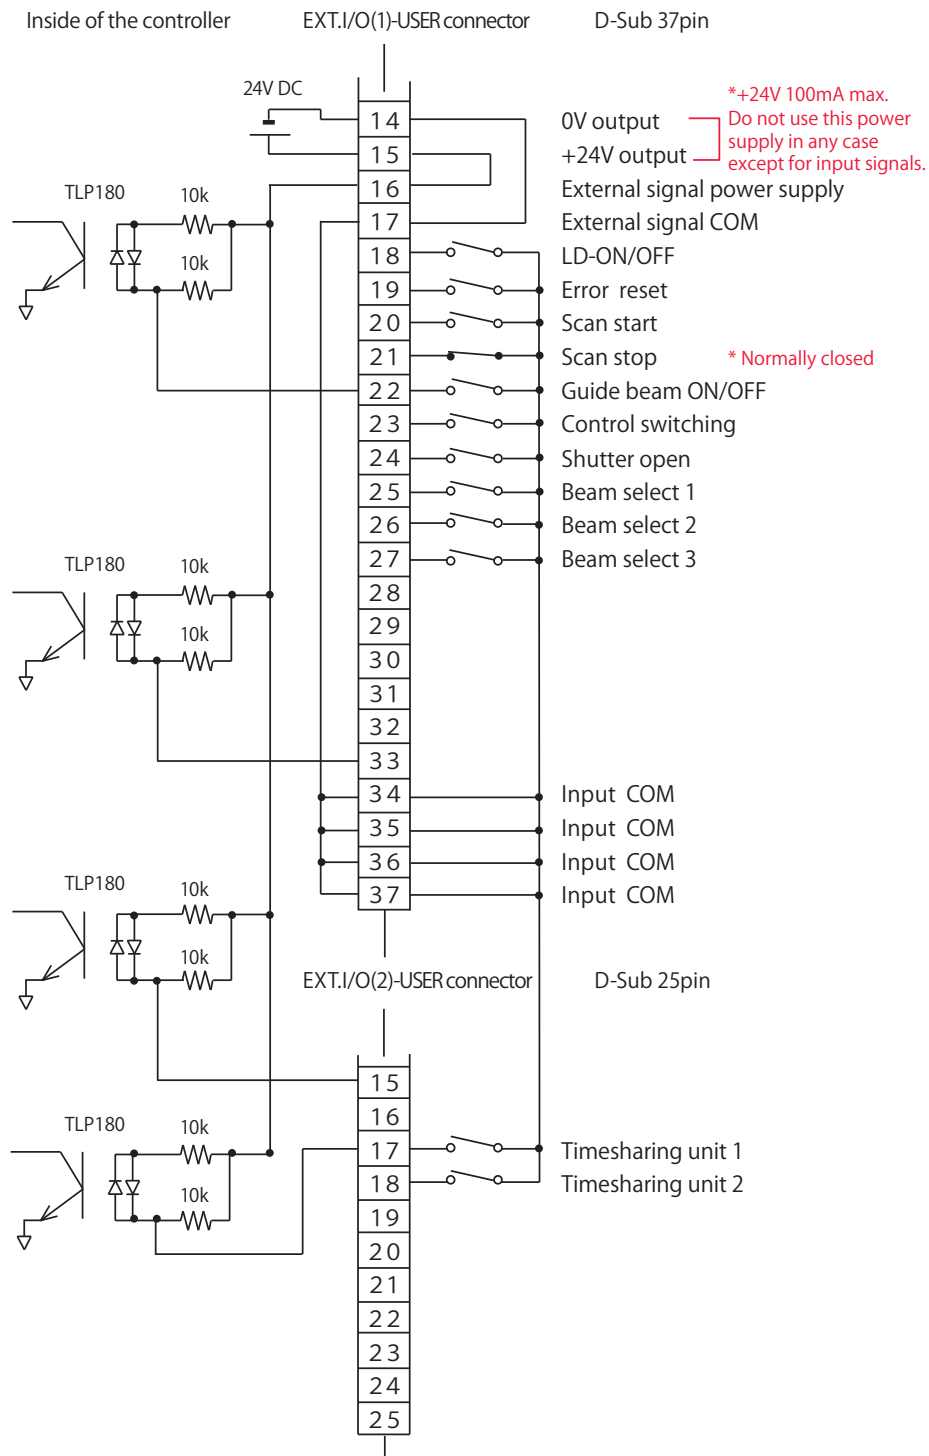 Inside of the controller
EXT.I/O(1)-USER connector
D-Sub 37pin
24V DC
*+24V 100mA max.
Do not use this power
supply in any case
except for input signals.
14
0V output
15
+24V output
16
External signal power supply
TLP180
10k
17
External signal COM
18
LD-ON/OFF
10k
19
Error reset
20
Scan start
21
Scan stop
* Normally closed
22
Guide beam ON/OFF
23
Control switching
24
Shutter open
25
Beam select 1
26
Beam select 2
27
Beam select 3
TLP180
10k
28
29
10k
30
31
32
33
34
Input COM
35
Input COM
36
Input COM
37
Input COM
TLP180
10k
10k
EXT.I/O(2)-USER connector
D-Sub 25pin
15
16
TLP180
10k
17
Timesharing unit 1
18
Timesharing unit 2
10k
19
20
21
22
23
24
25